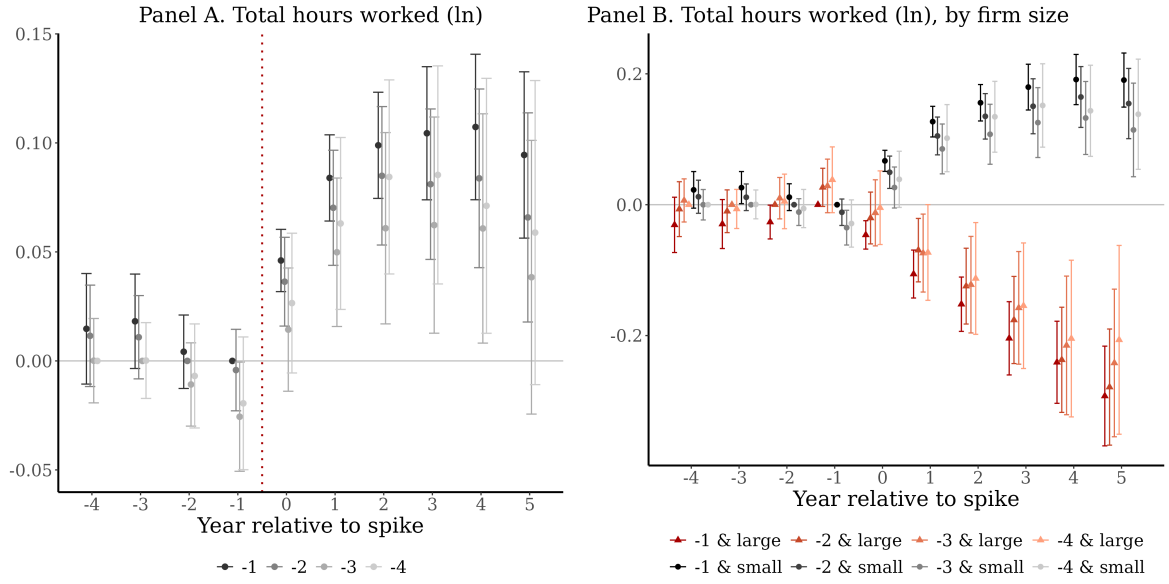 Panel A. Total hours worked (ln)
0.15
0.10
0.05
0.00
-0.05
-4 -3 -2 -1 0 1 2 3 4 5
Year relative to spike
-1 -2 -3 -4
Panel B. Total hours worked (ln), by firm size
0.2
0.0
-0.2
-4 -3 -2 -1 0 1 2 3 4 5
Year relative to spike
-1 & large -2 & large -3 & large -4 & large
-1 & small -2 & small -3 & small -4 & small